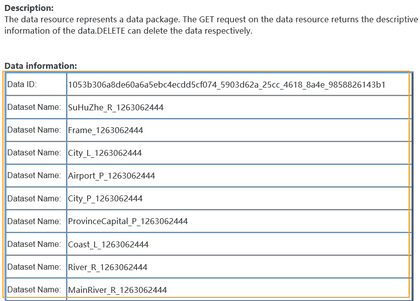 Description:
The data resource represents a data package. The GET request on the data resource returns the descriptive
information of the data.DELETE can delete the data respectively.
Data information:
Data ID: 1053b306a8de60a6a5ebc4ecdd5cf074_5903d62a_25cc_4618_8a4e_9858826143b1
Dataset Name: SuHuZhe_R_1263062444
Dataset Name: Frame_1263062444
Dataset Name: City_L_1263062444
Dataset Name: Airport_P_1263062444
Dataset Name: City_P_1263062444
Dataset Name: ProvinceCapital_P_1263062444
Dataset Name: Coast_L_1263062444
Dataset Name: River_R_1263062444
Dataset Name: MainRiver_R_1263062444